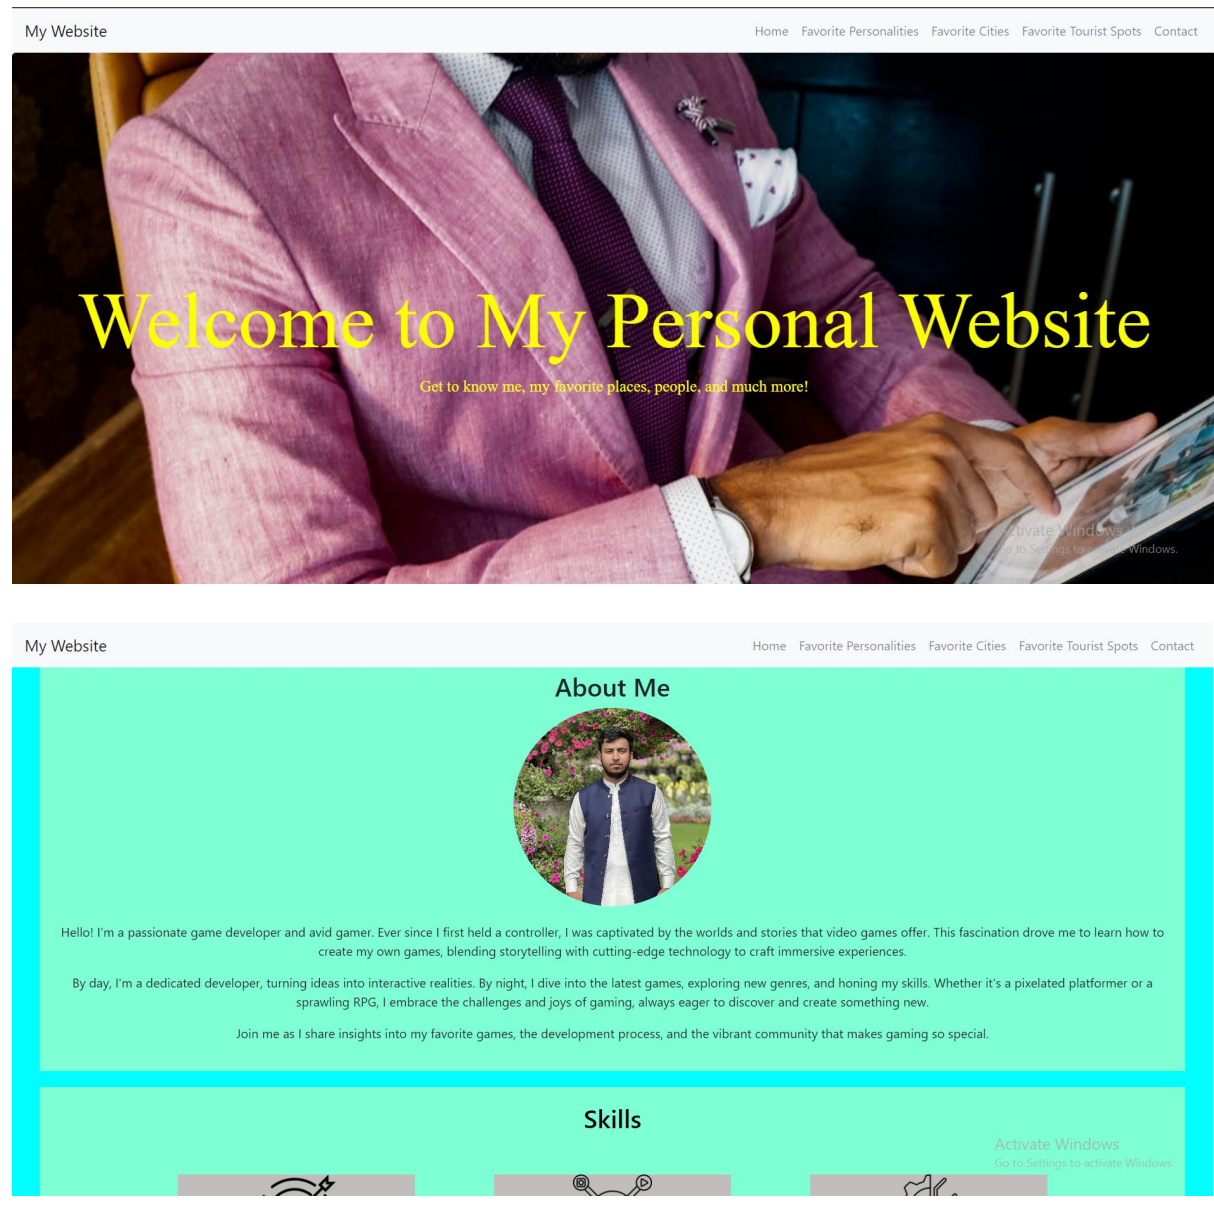 My Website
Home Favorite Personalities Favorite Cities Favorite Tourist Spots Contact
Welcome to My Personal Website
Get to know me, my favorite places, people, and much more!
Activate Windows
Go to Settings to activate Windows.
My Website
Home Favorite Personalities Favorite Cities Favorite Tourist Spots Contact
About Me
Hello! I'm a passionate game developer and avid gamer. Ever since I first held a controller, I was captivated by the worlds and stories that video games offer. This fascination drove me to learn how to
create my own games, blending storytelling with cutting-edge technology to craft immersive experiences.
By day, I'm a dedicated developer, turning ideas into interactive realities. By night, I dive into the latest games, exploring new genres, and honing my skills. Whether it's a pixelated platformer or a
sprawling RPG, I embrace the challenges and joys of gaming, always eager to discover and create something new.
Join me as I share insights into my favorite games, the development process, and the vibrant community that makes gaming so special.
Skills
Activate Windows
Go to Settings to activate Windows.